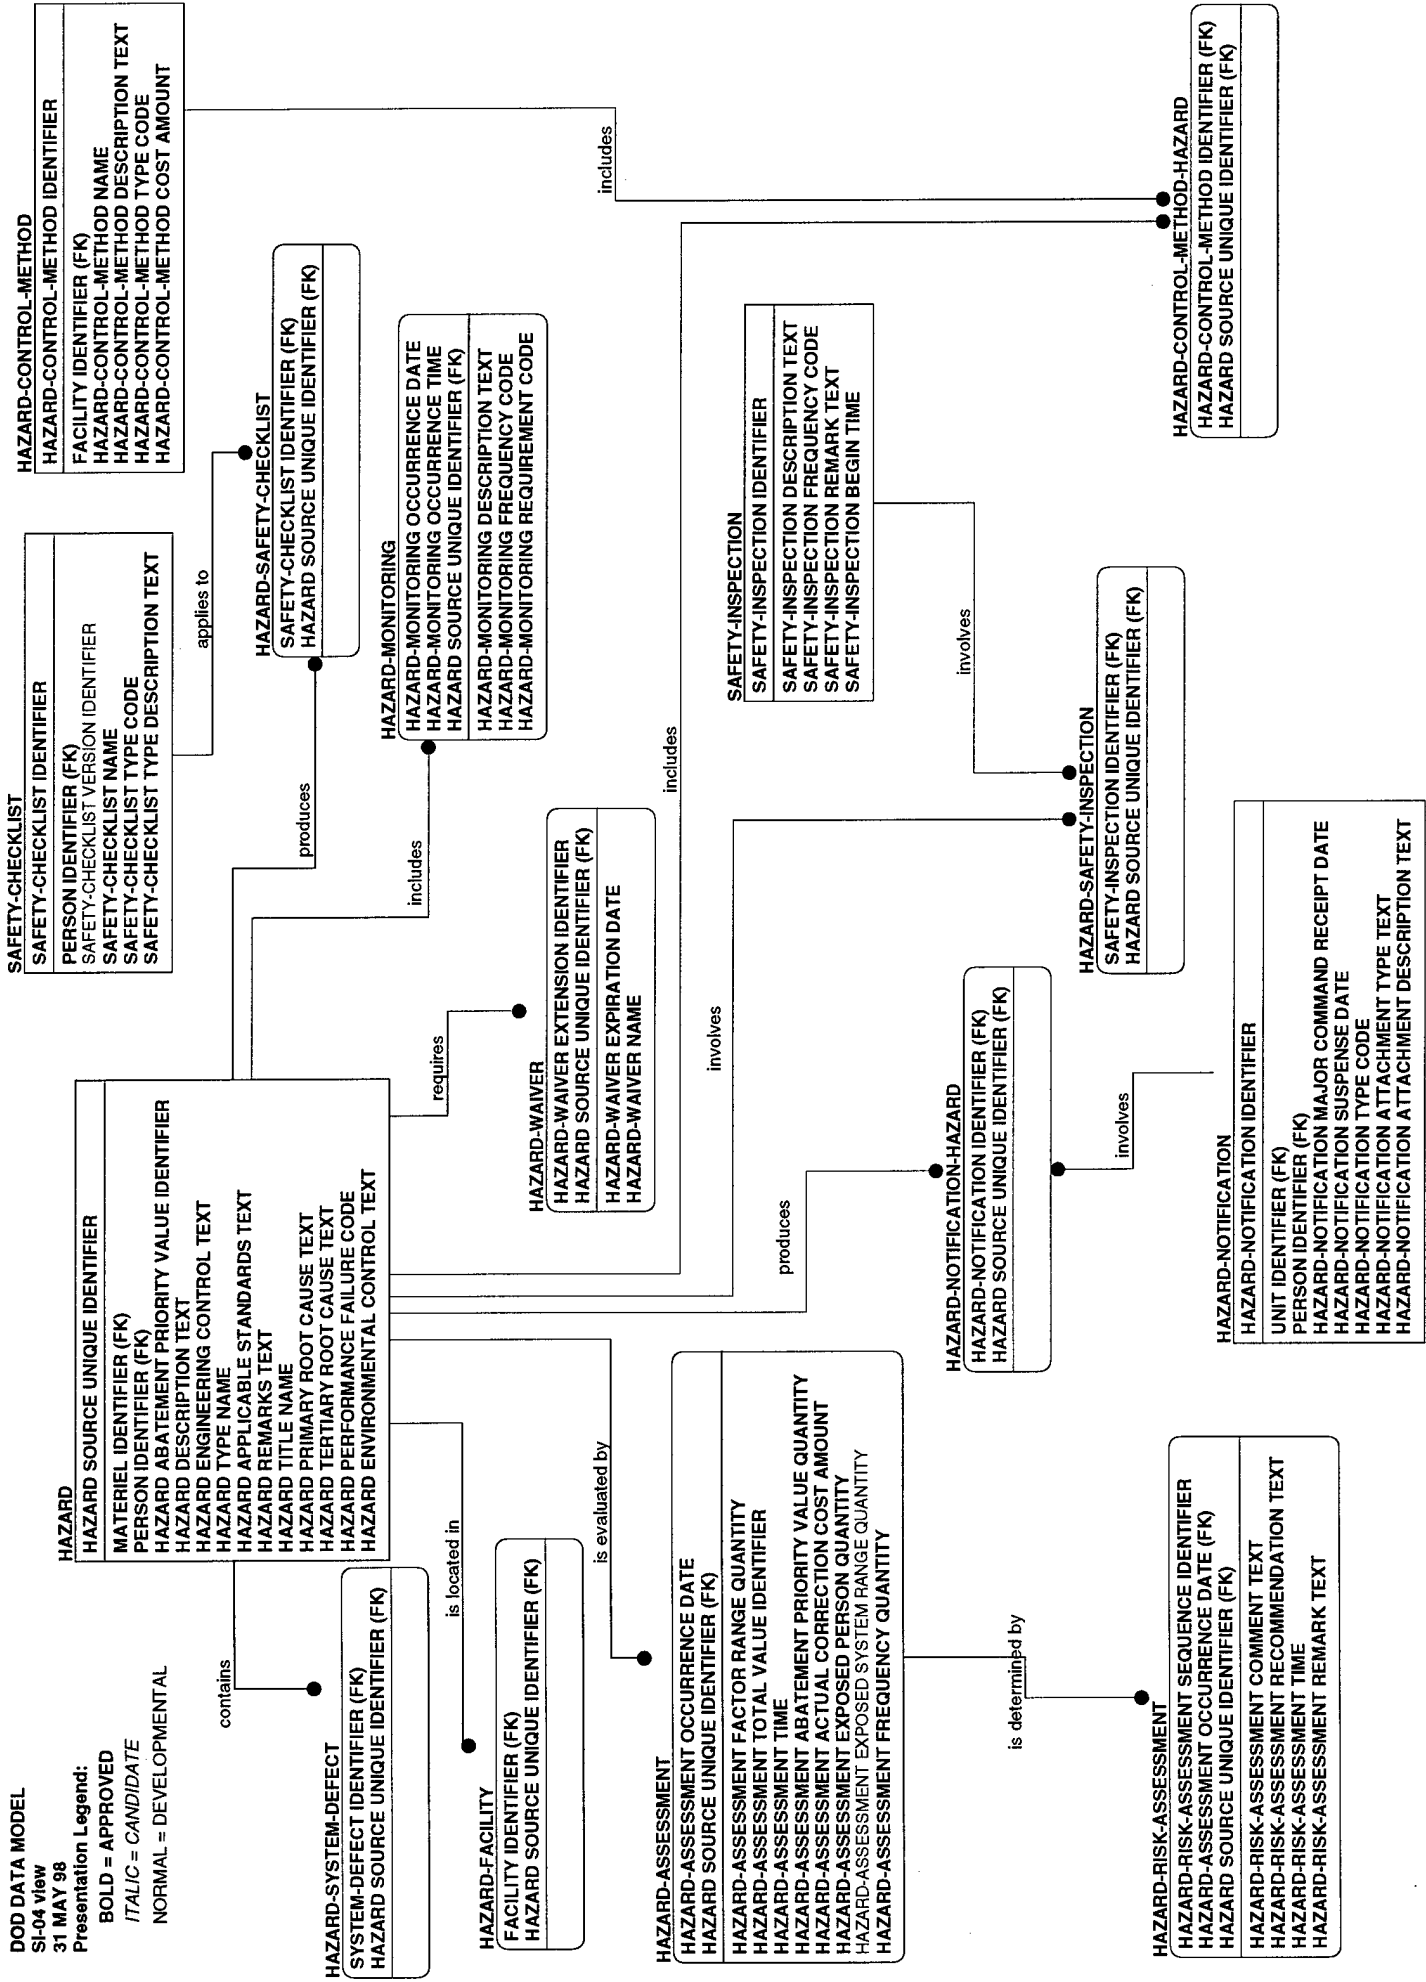 DOD DATA MODEL
SI-04 view
31 MAY 98
Presentation Legend:
BOLD = APPROVED
ITALIC = CANDIDATE
NORMAL = DEVELOPMENTAL
HAZARD
HAZARD SOURCE UNIQUE IDENTIFIER
MATERIEL IDENTIFIER (FK)
PERSON IDENTIFIER (FK)
HAZARD ABATEMENT PRIORITY VALUE IDENTIFIER
HAZARD DESCRIPTION TEXT
HAZARD ENGINEERING CONTROL TEXT
HAZARD TYPE NAME
HAZARD APPLICABLE STANDARDS TEXT
HAZARD REMARKS TEXT
HAZARD TITLE NAME
HAZARD PRIMARY ROOT CAUSE TEXT
HAZARD TERTIARY ROOT CAUSE TEXT
HAZARD PERFORMANCE FAILURE CODE
HAZARD ENVIRONMENTAL CONTROL TEXT
SAFETY-CHECKLIST
SAFETY-CHECKLIST IDENTIFIER
PERSON IDENTIFIER (FK)
SAFETY-CHECKLIST VERSION IDENTIFIER
SAFETY-CHECKLIST NAME
SAFETY-CHECKLIST TYPE CODE
SAFETY-CHECKLIST TYPE DESCRIPTION TEXT
HAZARD-CONTROL-METHOD
HAZARD-CONTROL-METHOD IDENTIFIER
FACILITY IDENTIFIER (FK)
HAZARD-CONTROL-METHOD NAME
HAZARD-CONTROL-METHOD DESCRIPTION TEXT
HAZARD-CONTROL-METHOD TYPE CODE
HAZARD-CONTROL-METHOD COST AMOUNT
applies to
contains
produces
HAZARD-SAFETY-CHECKLIST
SAFETY-CHECKLIST IDENTIFIER (FK)
HAZARD SOURCE UNIQUE IDENTIFIER (FK)
HAZARD-SYSTEM-DEFECT
SYSTEM-DEFECT IDENTIFIER (FK)
HAZARD SOURCE UNIQUE IDENTIFIER (FK)
includes
HAZARD-MONITORING
HAZARD-MONITORING OCCURRENCE DATE
HAZARD-MONITORING OCCURRENCE TIME
HAZARD SOURCE UNIQUE IDENTIFIER (FK)
HAZARD-MONITORING DESCRIPTION TEXT
HAZARD-MONITORING FREQUENCY CODE
HAZARD-MONITORING REQUIREMENT CODE
is located in
requires
HAZARD-FACILITY
FACILITY IDENTIFIER (FK)
HAZARD SOURCE UNIQUE IDENTIFIER (FK)
HAZARD-WAIVER
HAZARD-WAIVER EXTENSION IDENTIFIER
HAZARD SOURCE UNIQUE IDENTIFIER (FK)
HAZARD-WAIVER EXPIRATION DATE
HAZARD-WAIVER NAME
is evaluated by
includes
includes
HAZARD-ASSESSMENT
HAZARD-ASSESSMENT OCCURRENCE DATE
HAZARD SOURCE UNIQUE IDENTIFIER (FK)
HAZARD-ASSESSMENT FACTOR RANGE QUANTITY
HAZARD-ASSESSMENT TOTAL VALUE IDENTIFIER
HAZARD-ASSESSMENT TIME
HAZARD-ASSESSMENT ABATEMENT PRIORITY VALUE QUANTITY
HAZARD-ASSESSMENT ACTUAL CORRECTION COST AMOUNT
HAZARD-ASSESSMENT EXPOSED PERSON QUANTITY
HAZARD-ASSESSMENT EXPOSED SYSTEM RANGE QUANTITY
HAZARD-ASSESSMENT FREQUENCY QUANTITY
involves
SAFETY-INSPECTION
SAFETY-INSPECTION IDENTIFIER
SAFETY-INSPECTION DESCRIPTION TEXT
SAFETY-INSPECTION FREQUENCY CODE
SAFETY-INSPECTION REMARK TEXT
SAFETY-INSPECTION BEGIN TIME
produces
involves
HAZARD-NOTIFICATION-HAZARD
HAZARD-NOTIFICATION IDENTIFIER (FK)
HAZARD SOURCE UNIQUE IDENTIFIER (FK)
is determined by
involves
HAZARD-SAFETY-INSPECTION
SAFETY-INSPECTION IDENTIFIER (FK)
HAZARD SOURCE UNIQUE IDENTIFIER (FK)
HAZARD-RISK-ASSESSMENT
HAZARD-RISK-ASSESSMENT SEQUENCE IDENTIFIER
HAZARD-ASSESSMENT OCCURRENCE DATE (FK)
HAZARD SOURCE UNIQUE IDENTIFIER (FK)
HAZARD-RISK-ASSESSMENT COMMENT TEXT
HAZARD-RISK-ASSESSMENT RECOMMENDATION TEXT
HAZARD-RISK-ASSESSMENT TIME
HAZARD-RISK-ASSESSMENT REMARK TEXT
HAZARD-NOTIFICATION
HAZARD-NOTIFICATION IDENTIFIER
UNIT IDENTIFIER (FK)
PERSON IDENTIFIER (FK)
HAZARD-NOTIFICATION MAJOR COMMAND RECEIPT DATE
HAZARD-NOTIFICATION SUSPENSE DATE
HAZARD-NOTIFICATION TYPE CODE
HAZARD-NOTIFICATION ATTACHMENT TYPE TEXT
HAZARD-NOTIFICATION ATTACHMENT DESCRIPTION TEXT
HAZARD-CONTROL-METHOD-HAZARD
HAZARD-CONTROL-METHOD IDENTIFIER (FK)
HAZARD SOURCE UNIQUE IDENTIFIER (FK)